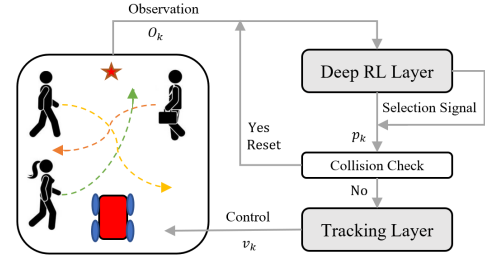 Observation
O_k
Deep RL Layer
Selection Signal
p_k
Yes
Reset
Collision Check
No
Control
v_k
Tracking Layer